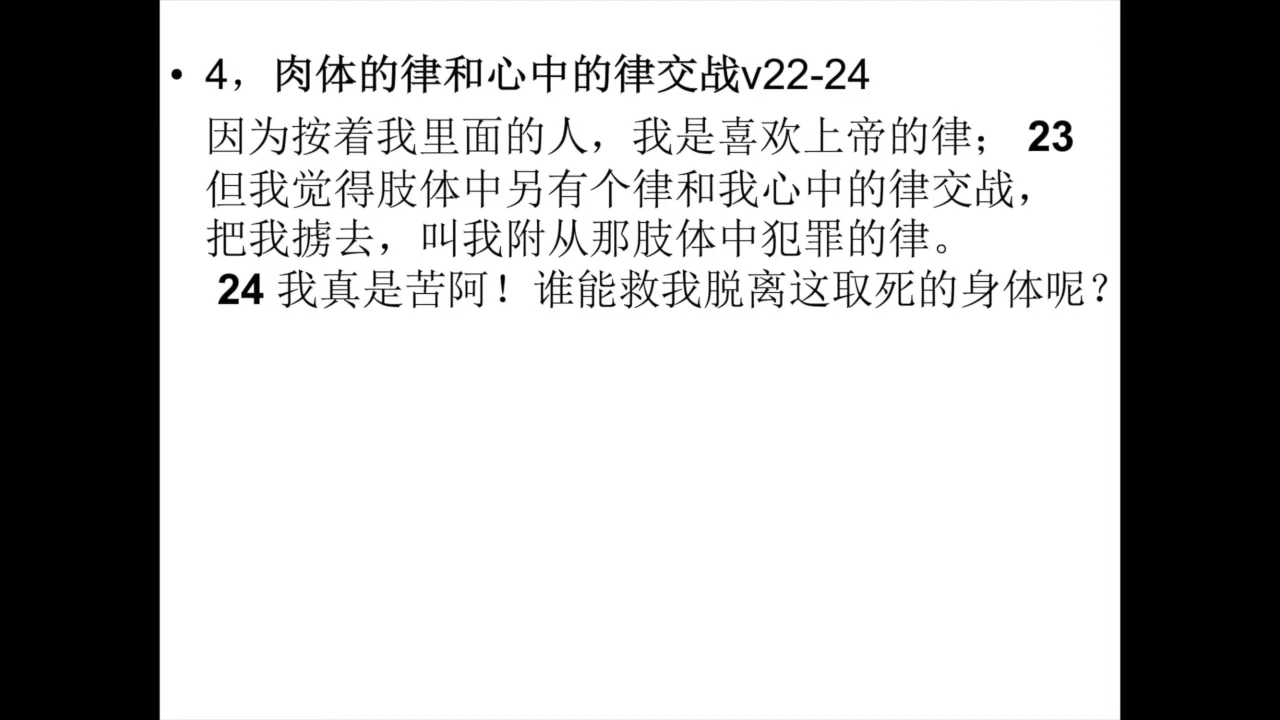 • 4，肉体的律和心中的律交战v22-24
因为按着我里面的人，我是喜欢上帝的律； 23
但我觉得肢体中另有个律和我心中的律交战，
把我掳去，叫我附从那肢体中犯罪的律。
24 我真是苦阿！谁能救我脱离这取死的身体呢？